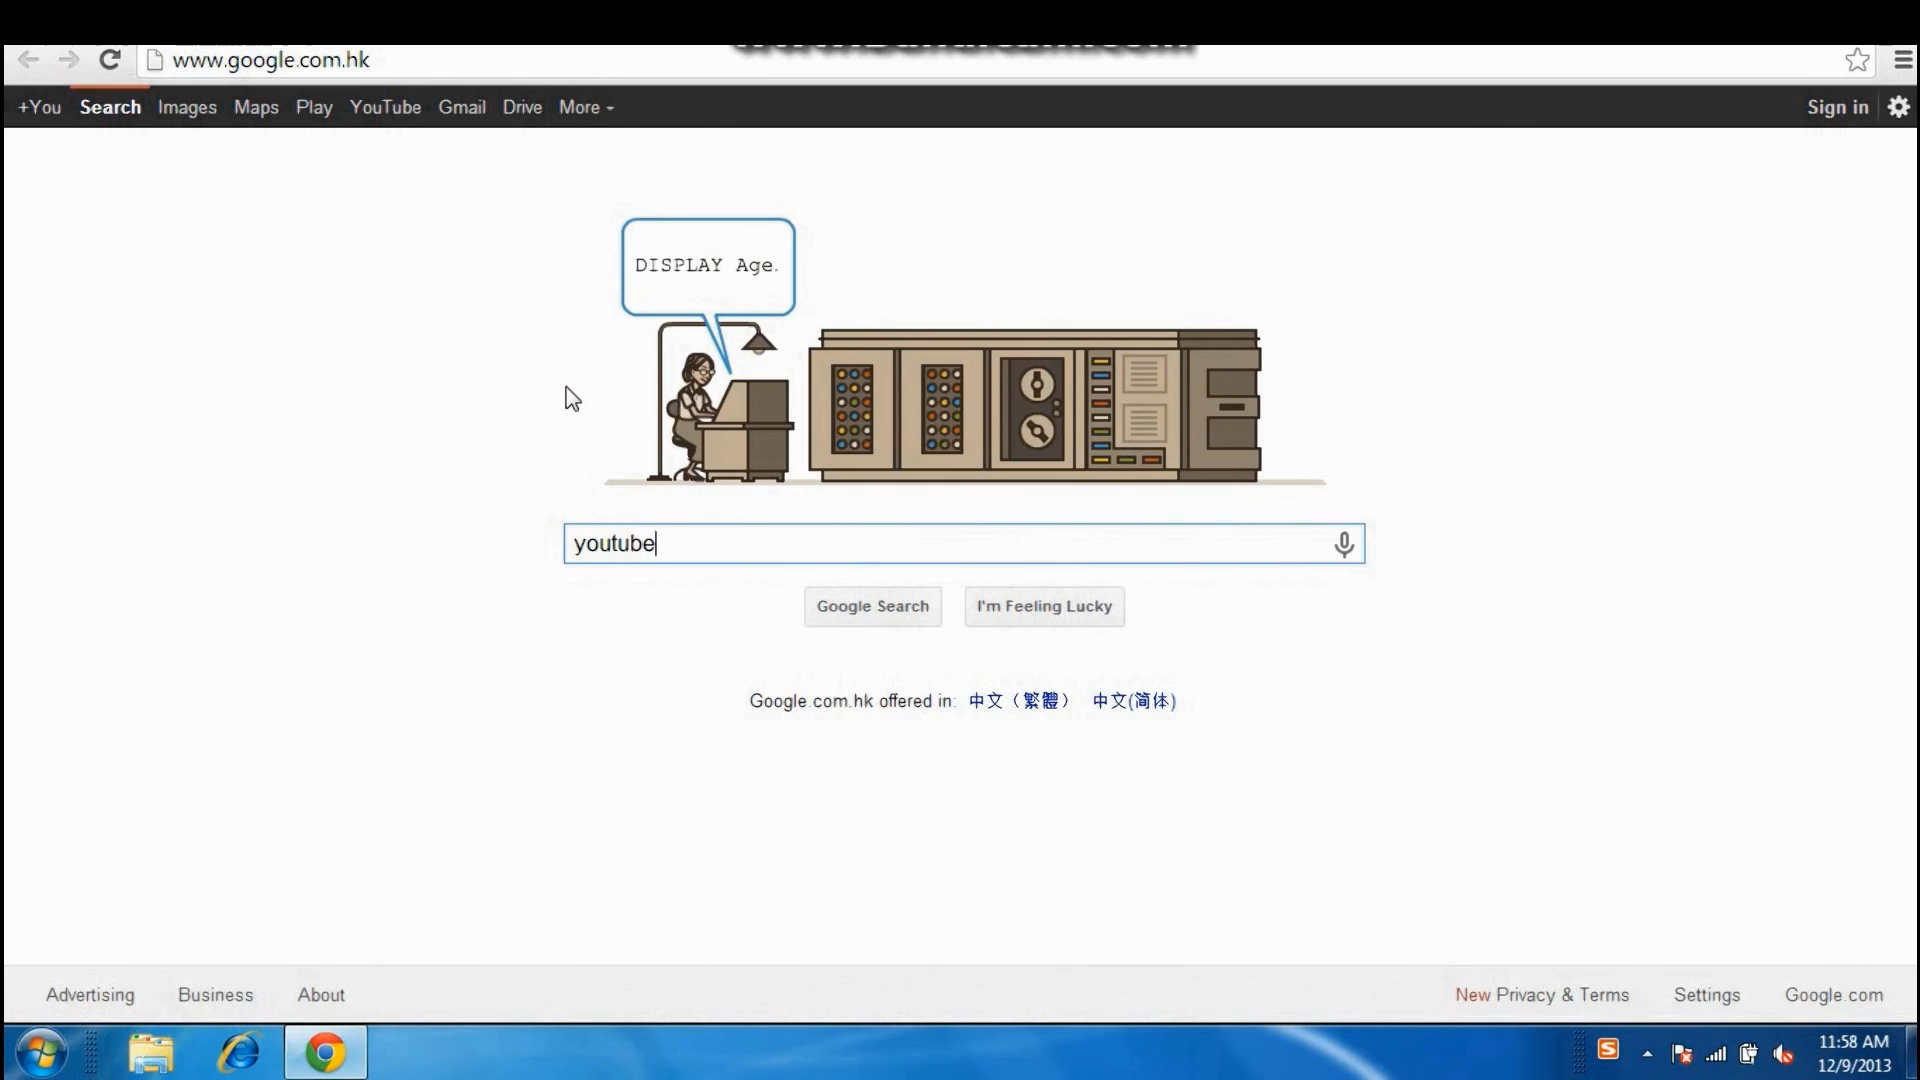 www.google.com.hk
+You Search Images Maps Play YouTube Gmail Drive More Sign in
DISPLAY Age.
youtube
Google Search I'm Feeling Lucky
Google.com.hk offered in: 中文（繁體） 中文(简体)
Advertising Business About New Privacy & Terms Settings Google.com
11:58 AM
12/9/2013